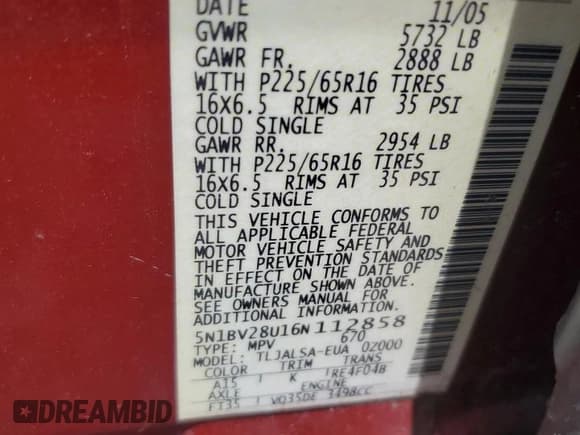 DATE 11/05
GVWR 5732 LB
GAWR FR. 2888 LB
WITH P225/65R16 TIRES
16X6.5 RIMS AT 35 PSI
COLD SINGLE
GAWR RR. 2954 LB
WITH P225/65R16 TIRES
16X6.5 RIMS AT 35 PSI
COLD SINGLE
THIS VEHICLE CONFORMS TO
ALL APPLICABLE FEDERAL
MOTOR VEHICLE SAFETY AND
THEFT PREVENTION STANDARDS
IN EFFECT ON THE DATE OF
MANUFACTURE SHOWN ABOVE.
SEE OWNERS MANUAL FOR
ADDITIONAL INFORMATION
5N1BV28U16N112858
TYPE: MPV 670
MODEL: TLJALSA-EUA 0Z000
COLOR TRIM TRANS
A15 K RE4F04B
AXLE ENGINE
FT35 VQ35DE 3498CC
DREAMBID